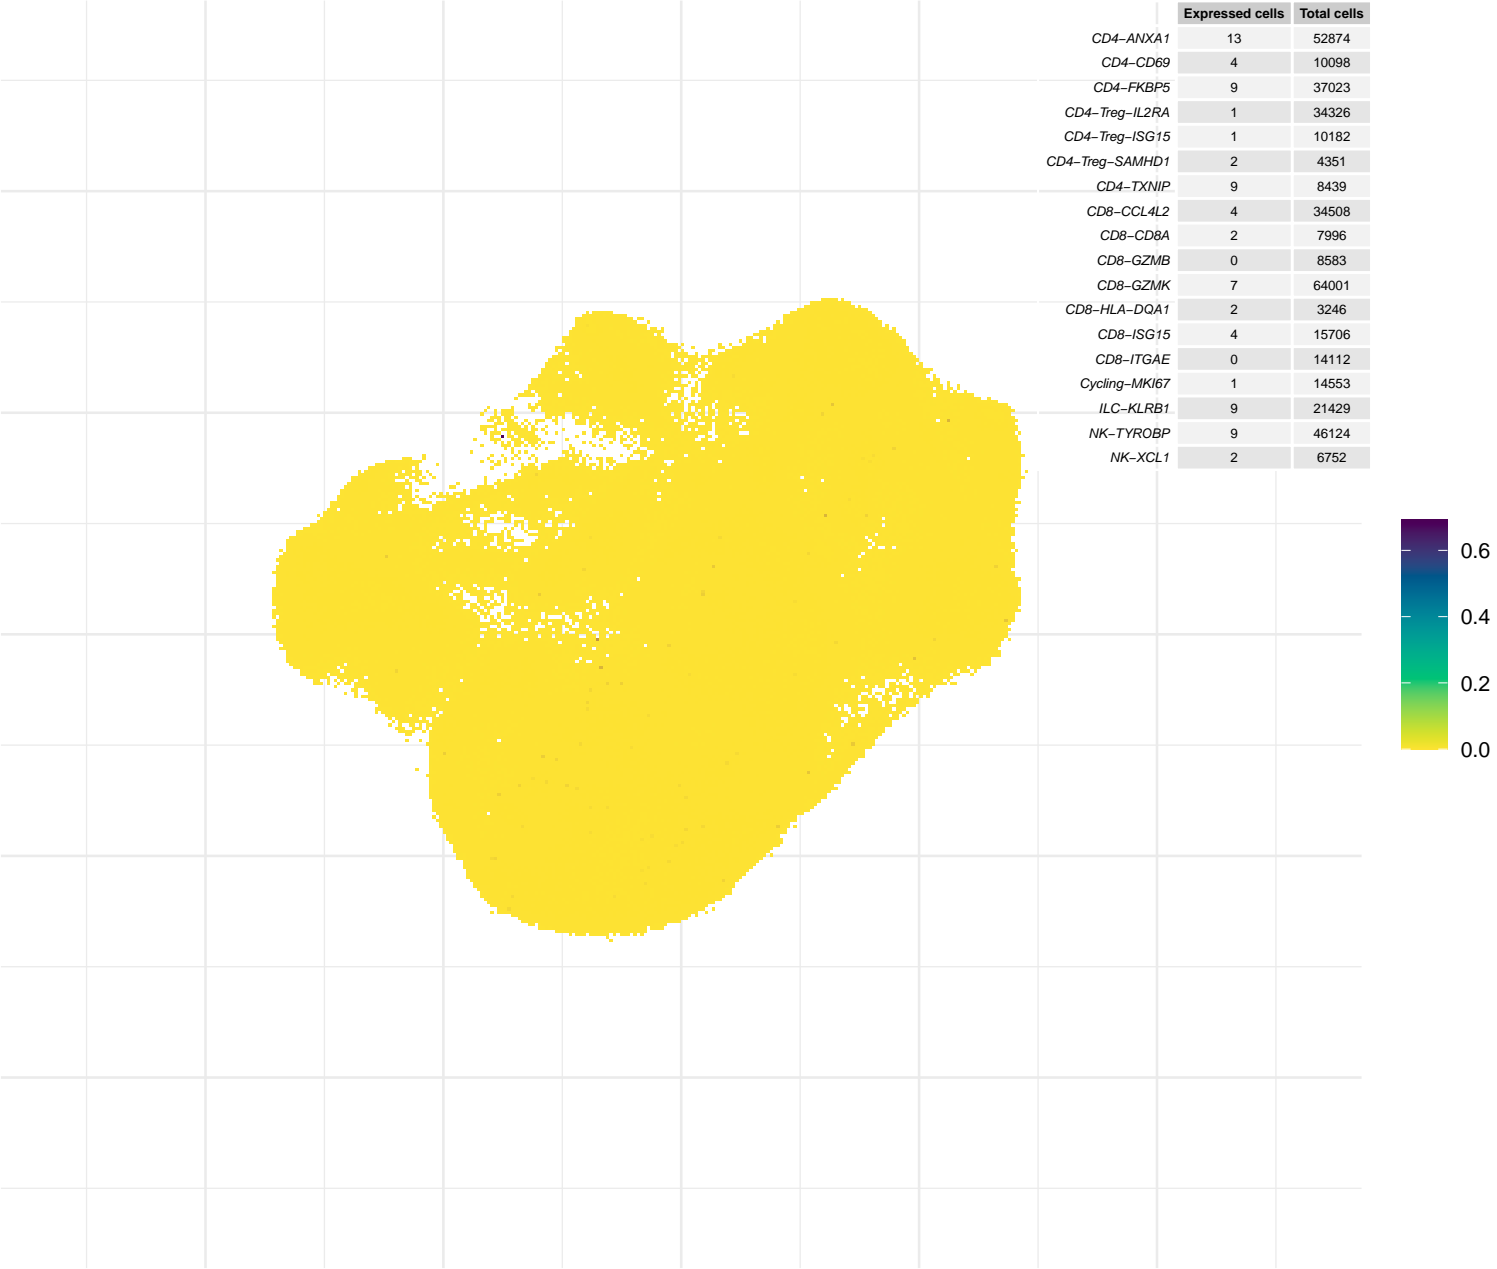 Expressed cells Total cells
CD4−ANXA1 13 52874
CD4−CD69 4 10098
CD4−FKBP5 9 37023
CD4−Treg−IL2RA 1 34326
CD4−Treg−ISG15 1 10182
CD4−Treg−SAMHD1 2 4351
CD4−TXNIP 9 8439
CD8−CCL4L2 4 34508
CD8−CD8A 2 7996
CD8−GZMB 0 8583
CD8−GZMK 7 64001
CD8−HLA−DQA1 2 3246
CD8−ISG15 4 15706
CD8−ITGAE 0 14112
Cycling−MKI67 1 14553
ILC−KLRB1 9 21429
NK−TYROBP 9 46124
NK−XCL1 2 6752
0.6
0.4
0.2
0.0